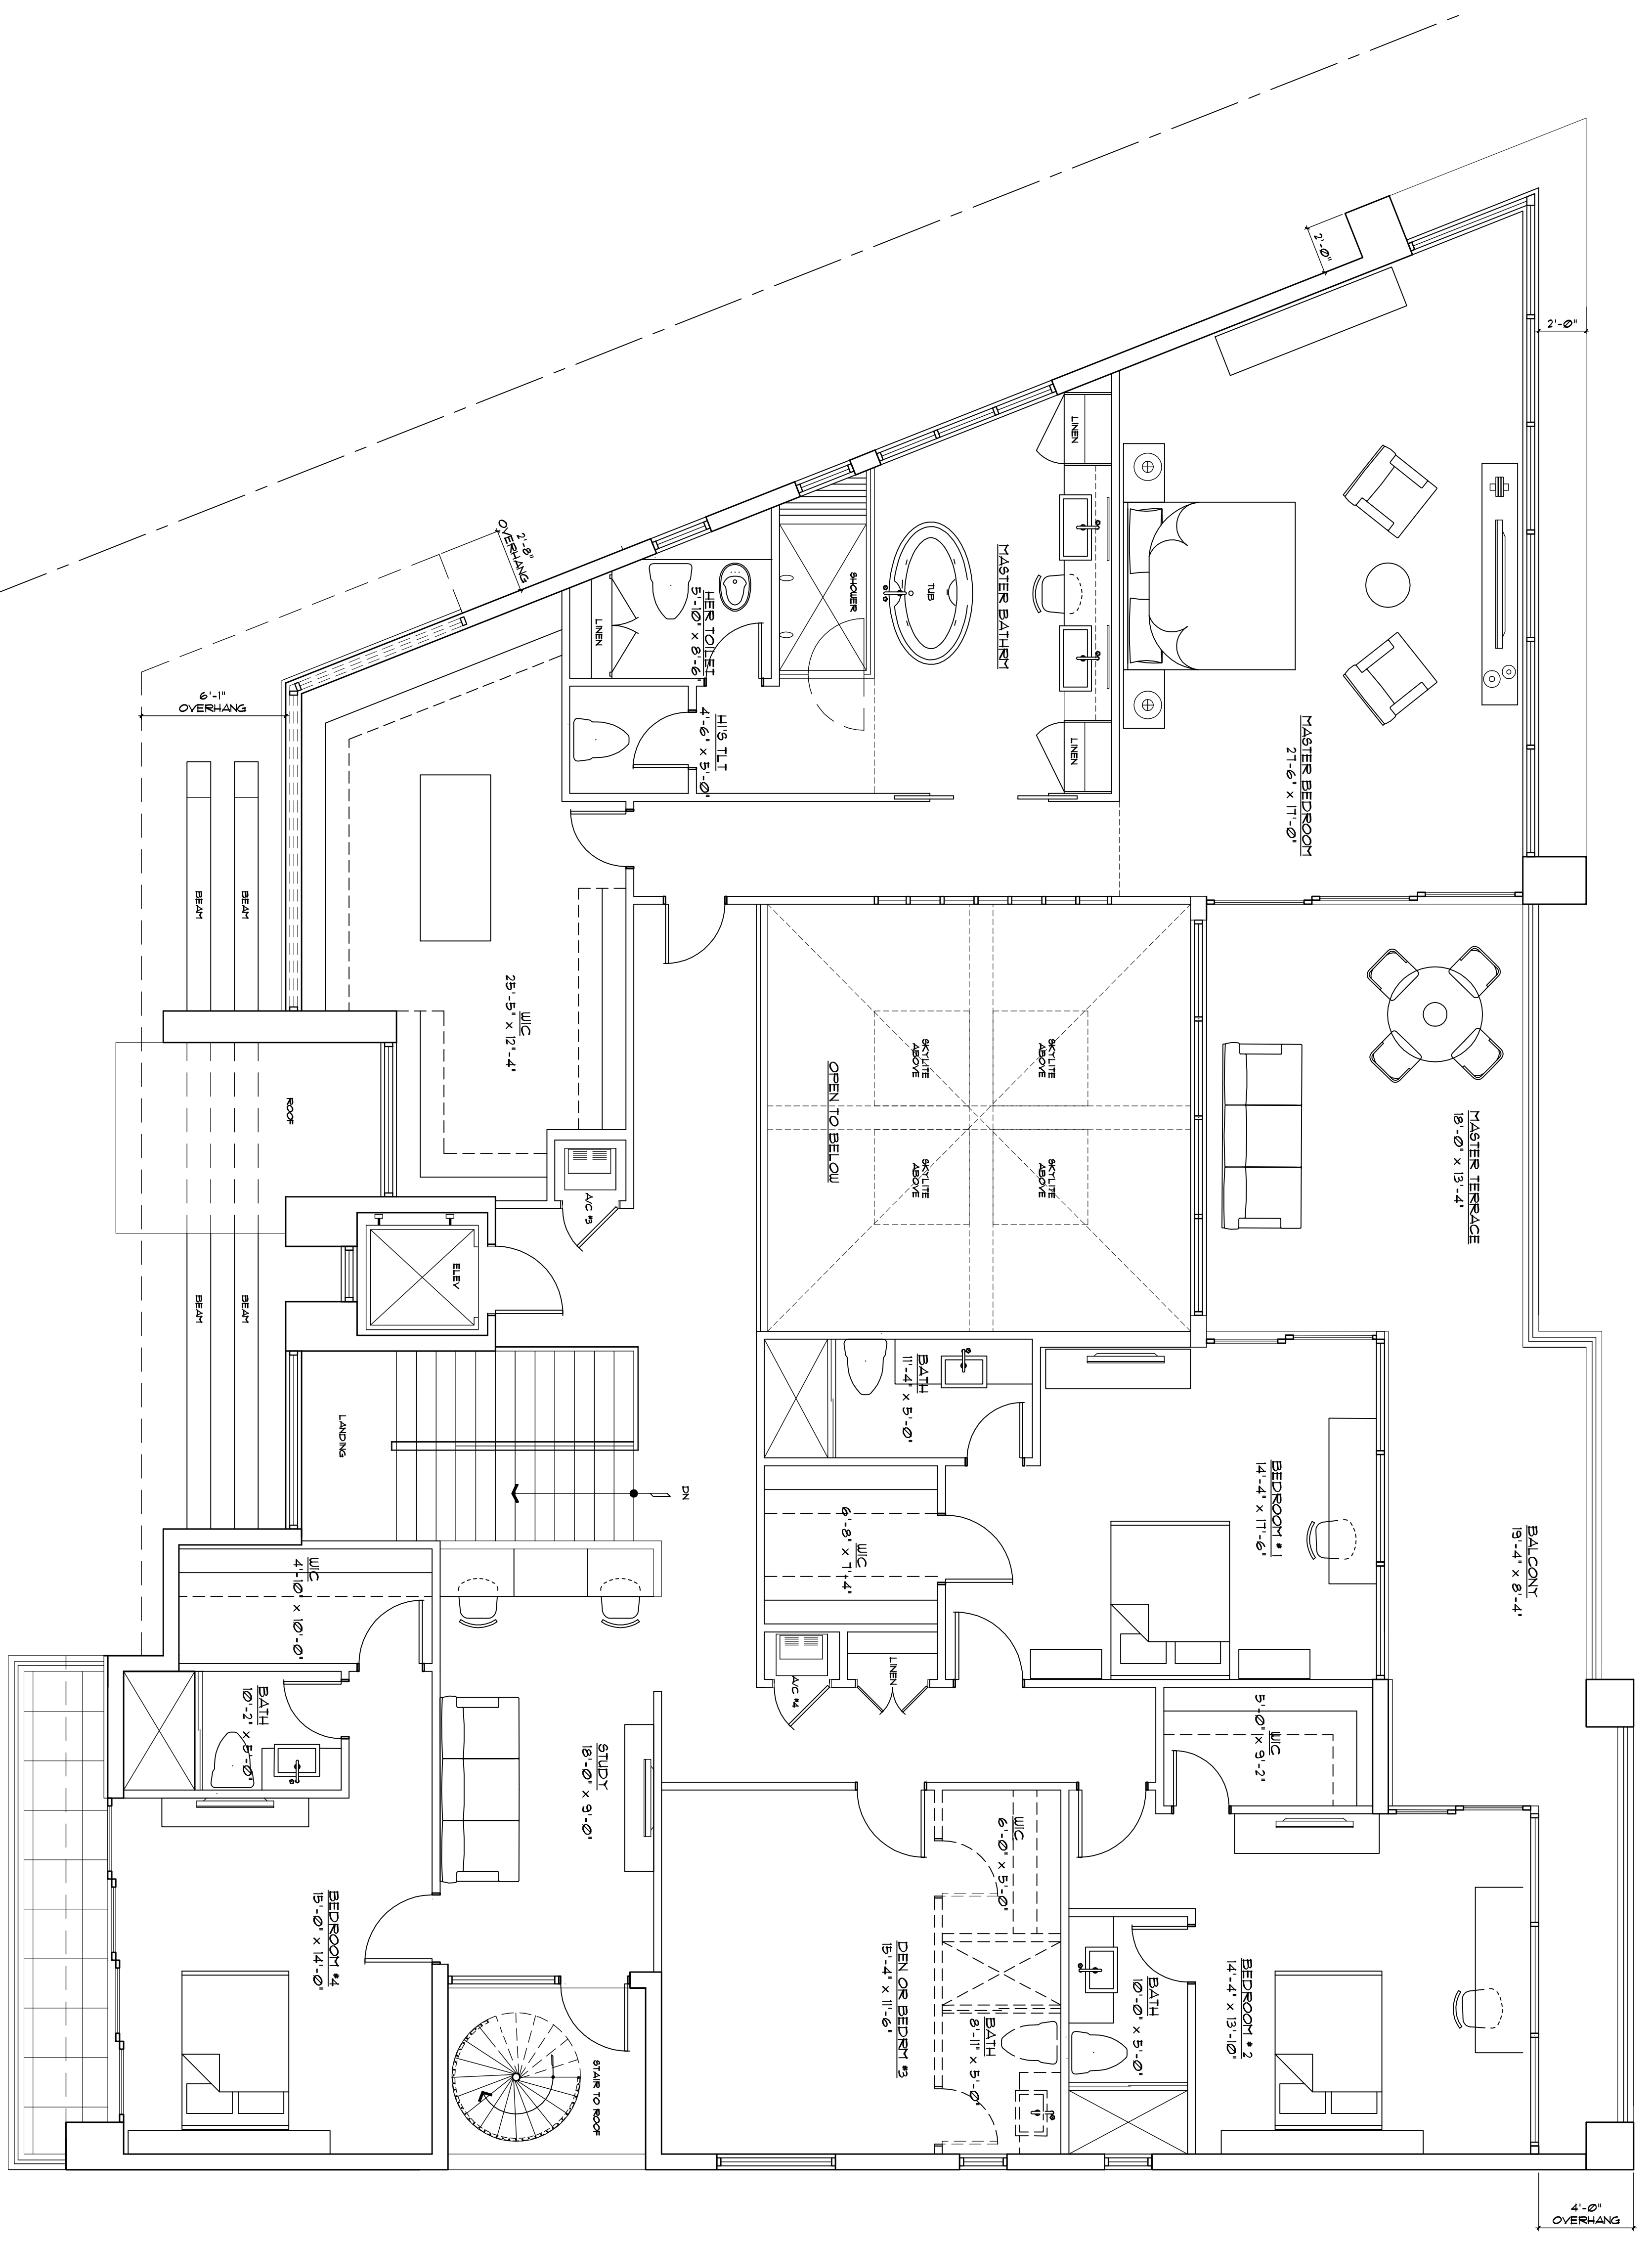 2'-0"
2'-0"
LINEN
MASTER BATHRM
TUB
SHOWER
2'-8"
OVERHANG
HER TOILET
5'-10" x 8'-6"
LINEN
6'-1"
OVERHANG
HI'S TLT
4'-6" x 5'-0"
LINEN
MASTER BEDROOM
27'-6" x 17'-0"
BEAM
BEAM
WIC
25'-5" x 12'-4"
SKYLITE
ABOVE
SKYLITE
ABOVE
OPEN TO BELOW
ROOF
MASTER TERRACE
18'-0" x 13'-4"
SKYLITE
ABOVE
SKYLITE
ABOVE
A/C #3
ELEV
BEAM
BEAM
BATH
11'-4" x 5'-0"
LANDING
DN
BEDROOM # 1
14'-4" x 17'-6"
WIC
6'-8" x 7'-4"
BALCONY
19'-4" x 8'-4"
WIC
4'-10" x 10'-0"
LINEN
A/C #4
BATH
10'-2" x 5'-0"
WIC
5'-0" x 9'-2"
STUDY
18'-0" x 9'-0"
WIC
6'-0" x 5'-0"
BEDROOM #4
15'-0" x 14'-0"
DEN OR BEDRM #3
15'-4" x 11'-6"
BEDROOM # 2
14'-4" x 13'-10"
BATH
10'-0" x 5'-0"
BATH
8'-11" x 5'-0"
STAIR TO ROOF
4'-0"
OVERHANG